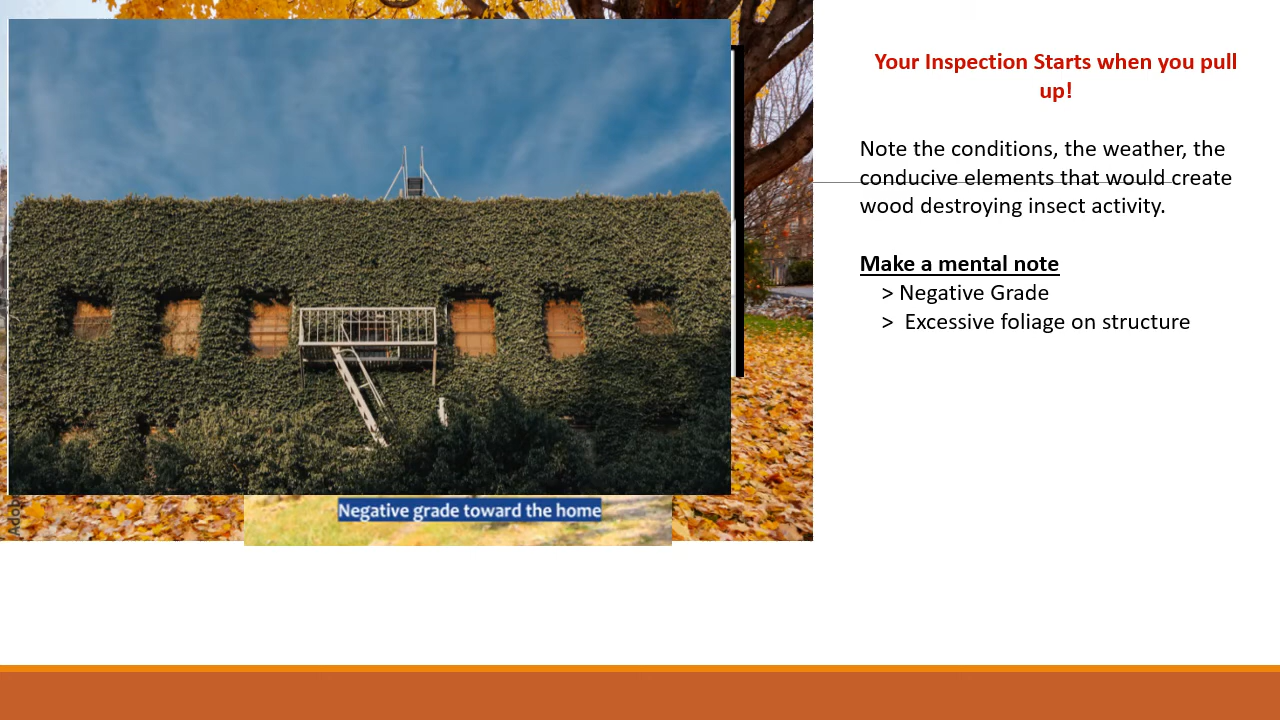 Your Inspection Starts when you pull
up!
Note the conditions, the weather, the
conducive elements that would create
wood destroying insect activity.
Make a mental note
> Negative Grade
> Excessive foliage on structure
Negative grade toward the home
Adob